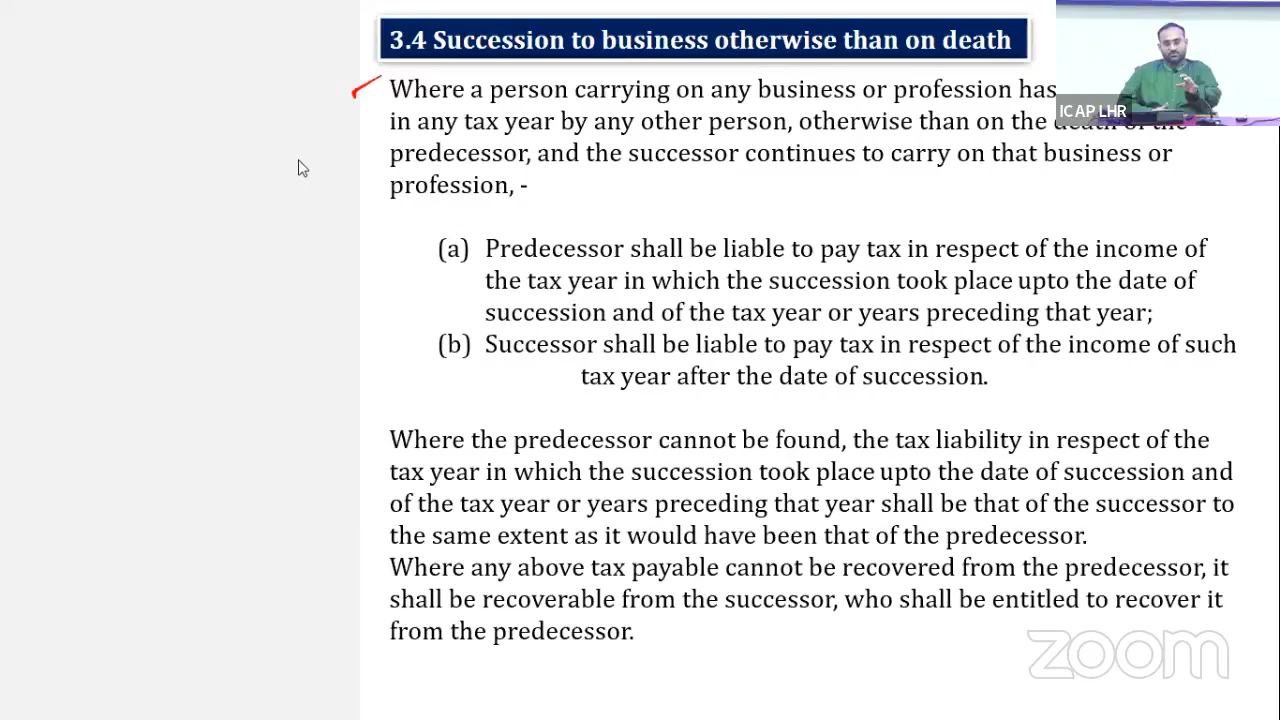 3.4 Succession to business otherwise than on death
Where a person carrying on any business or profession has
in any tax year by any other person, otherwise than on the death of the
predecessor, and the successor continues to carry on that business or
profession, -
(a) Predecessor shall be liable to pay tax in respect of the income of
the tax year in which the succession took place upto the date of
succession and of the tax year or years preceding that year;
(b) Successor shall be liable to pay tax in respect of the income of such
tax year after the date of succession.
Where the predecessor cannot be found, the tax liability in respect of the
tax year in which the succession took place upto the date of succession and
of the tax year or years preceding that year shall be that of the successor to
the same extent as it would have been that of the predecessor.
Where any above tax payable cannot be recovered from the predecessor, it
shall be recoverable from the successor, who shall be entitled to recover it
from the predecessor.
ICAP LHR
zoom